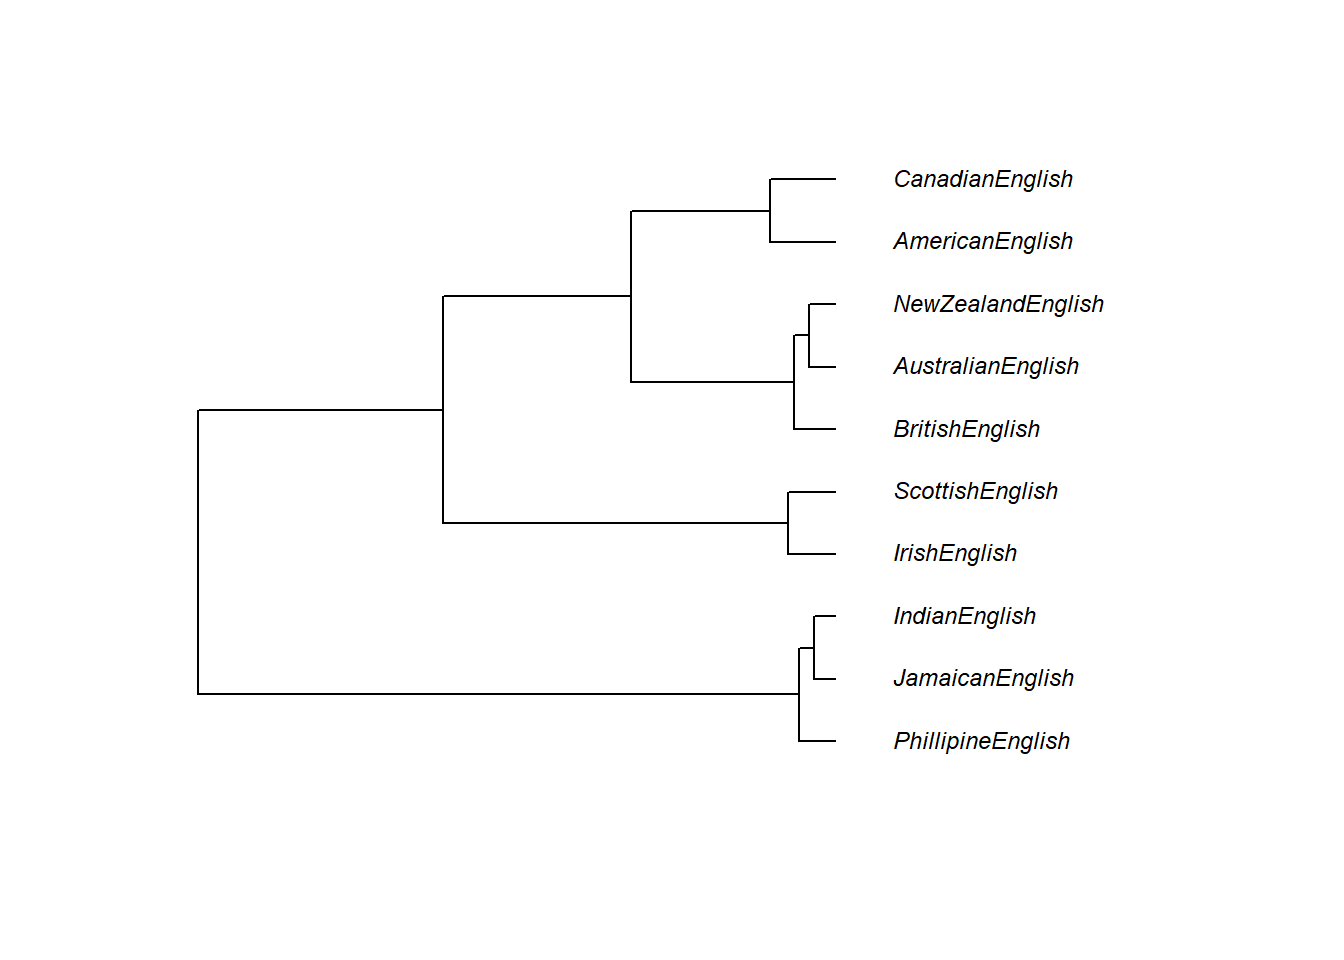 CanadianEnglish
AmericanEnglish
NewZealandEnglish
AustralianEnglish
BritishEnglish
ScottishEnglish
IrishEnglish
IndianEnglish
JamaicanEnglish
PhillipineEnglish